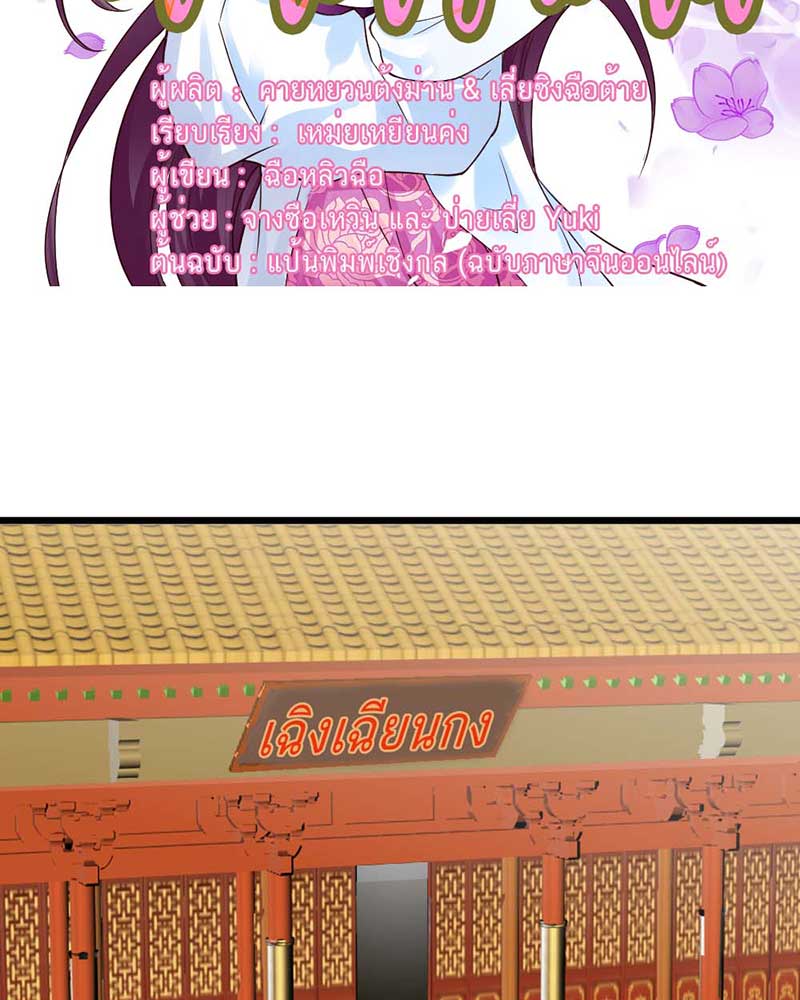 ผู้ผลิต : คายหยวนต้งม่าน & เลี่ยซิงฉือต้าย
เรียบเรียง : เหม่ยเหยียนค่ง
ผู้เขียน : ฉือหลิวฉือ
ผู้ช่วย : จางซือเหวิน และ ป่ายเลี่ย Yuki
ต้นฉบับ : แป้นพิมพ์เชิงกล (ฉบับภาษาจีนออนไลน์)
เฉิงเฉียนกง